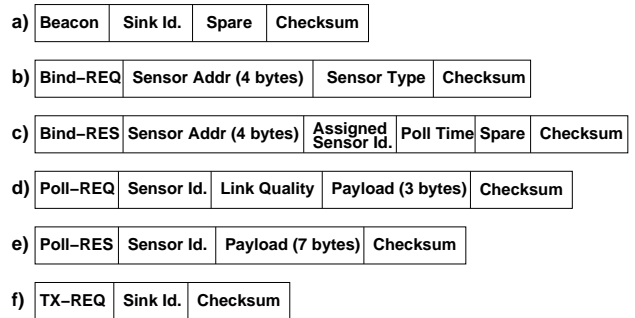 a) Beacon Sink Id. Spare Checksum
b) Bind–REQ Sensor Addr (4 bytes) Sensor Type Checksum
c) Bind–RES Sensor Addr (4 bytes) Assigned Sensor Id. Poll Time Spare Checksum
d) Poll–REQ Sensor Id. Link Quality Payload (3 bytes) Checksum
e) Poll–RES Sensor Id. Payload (7 bytes) Checksum
f) TX–REQ Sink Id. Checksum